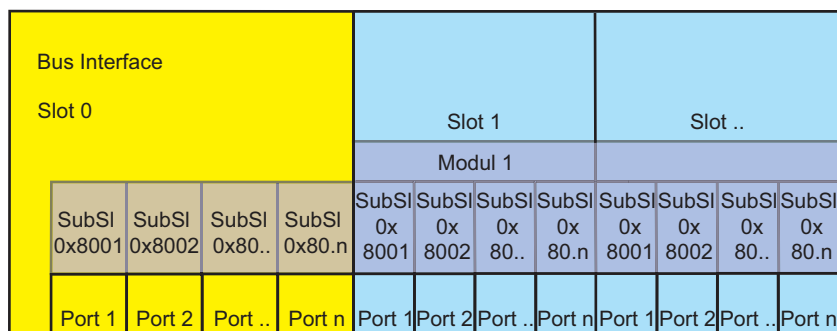 Bus Interface
Slot 0
Slot 1 Slot ..
Modul 1
SubSl SubSl SubSl SubSl SubSl SubSl SubSl SubSl SubSl SubSl SubSl SubSl
0x8001 0x8002 0x80.. 0x80.n 0x 0x 0x 0x 0x 0x 0x 0x
8001 8002 80.. 80.n 8001 8002 80.. 80.n
Port 1 Port 2 Port .. Port n Port 1 Port 2 Port .. Port n Port 1 Port 2 Port .. Port n